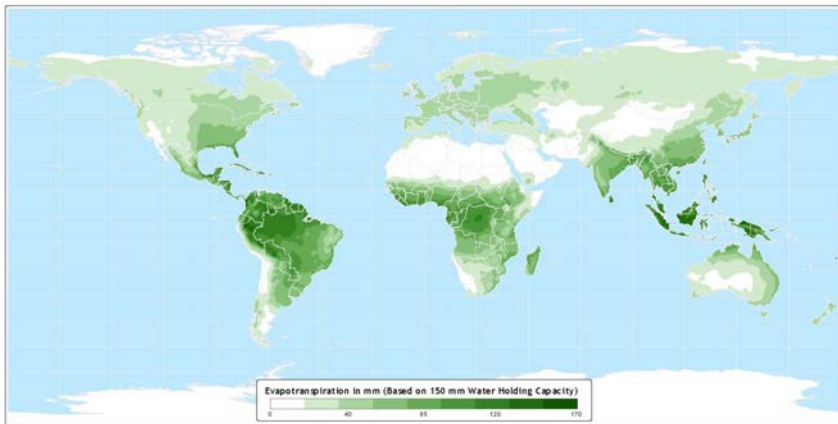 Evapotranspiration in mm (Based on 150 mm Water Holding Capacity)
0 40 85 120 170